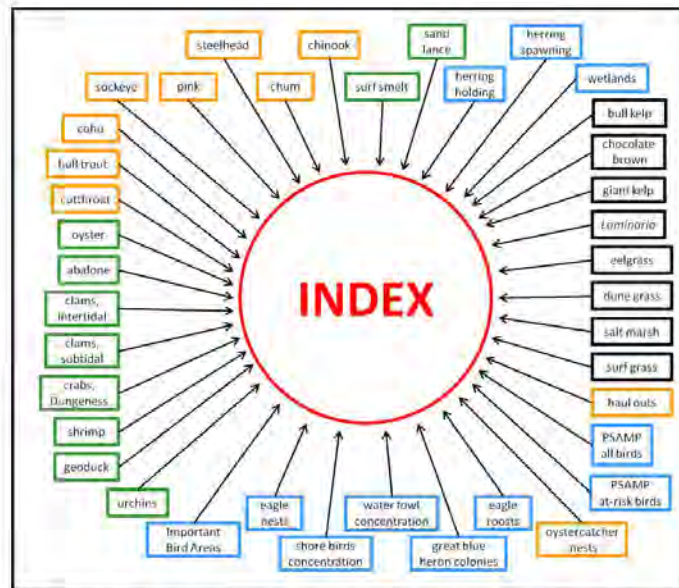 steelhead
chinook
sand
lance
herring
spawning
sockeye
pink
chum
surf smelt
herring
holding
wetlands
coho
bull kelp
bull trout
chocolate
brown
cutthroat
giant kelp
oyster
Laminaria
abalone
eelgrass
INDEX
clams,
intertidal
dune grass
clams,
subtidal
salt marsh
crabs,
Dungeness
surf grass
shrimp
haul outs
geoduck
PSAMP
all birds
urchins
PSAMP
at-risk birds
Important
Bird Areas
eagle
nests
shore birds
concentration
water fowl
concentration
great blue
heron colonies
eagle
roosts
oystercatcher
nests